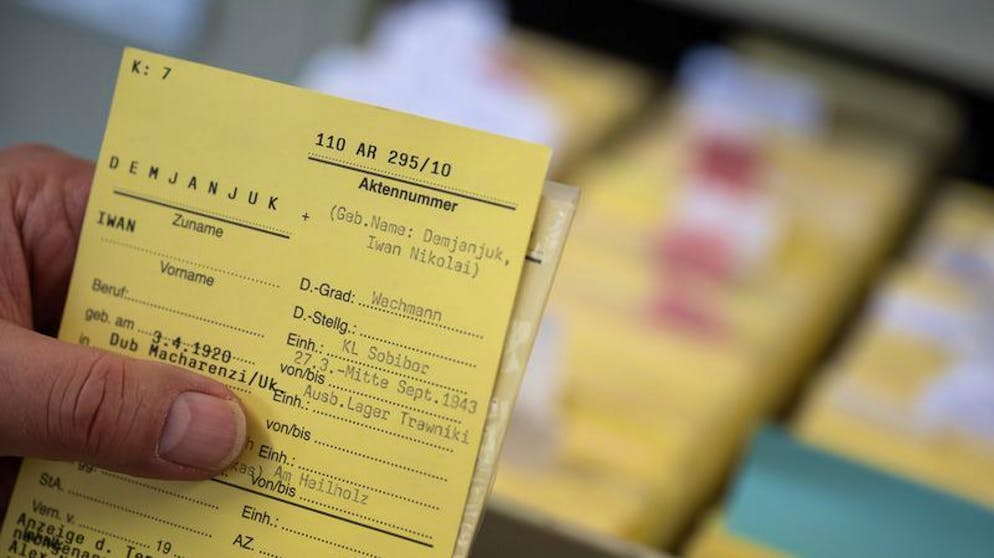 K: 7
110 AR 295/10
Aktennummer
DEMJANJUK +
Zuname
(Geb.Name: Demjanjuk,
Iwan Nikolai)
IWAN
Vorname
D.-Grad: Wachmann
Beruf:
D.-Stellg.:
geb. am 3.4.1920
Einh.: KL Sobibor
in Dub Macharenzi/Uk.
von/bis 27.3.-Mitte Sept.1943
Einh.: Ausb.Lager Trawniki
von/bis
Einh.:
Am Heilholz
von/bis
StA.
Einh.:
Vern. v. 19
AZ.
Anzeige d.